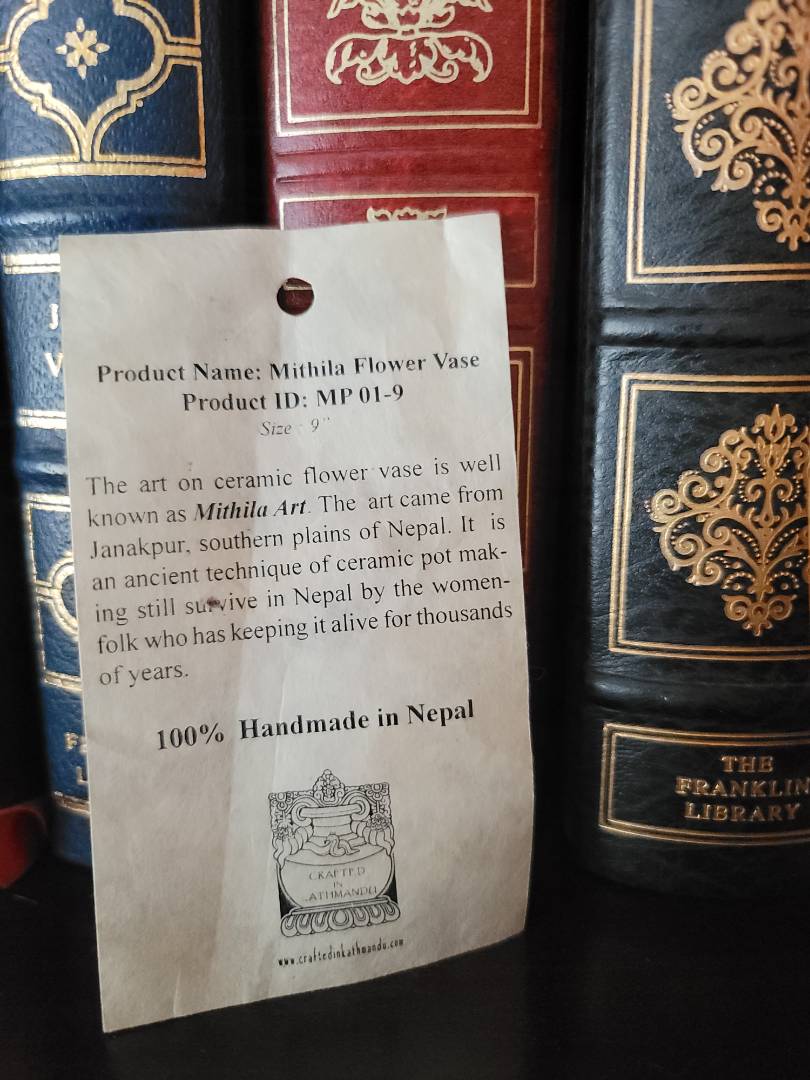 Product Name: Mithila Flower Vase
Product ID: MP 01-9
Size 9"
The art on ceramic flower vase is well
known as Mithila Art. The art came from
Janakpur, southern plains of Nepal. It is
an ancient technique of ceramic pot mak-
ing still survive in Nepal by the women-
folk who has keeping it alive for thousands
of years.
100% Handmade in Nepal
CRAFTED
IN
KATHMANDU
www.craftedinkathmandu.com
THE
FRANKLIN
LIBRARY